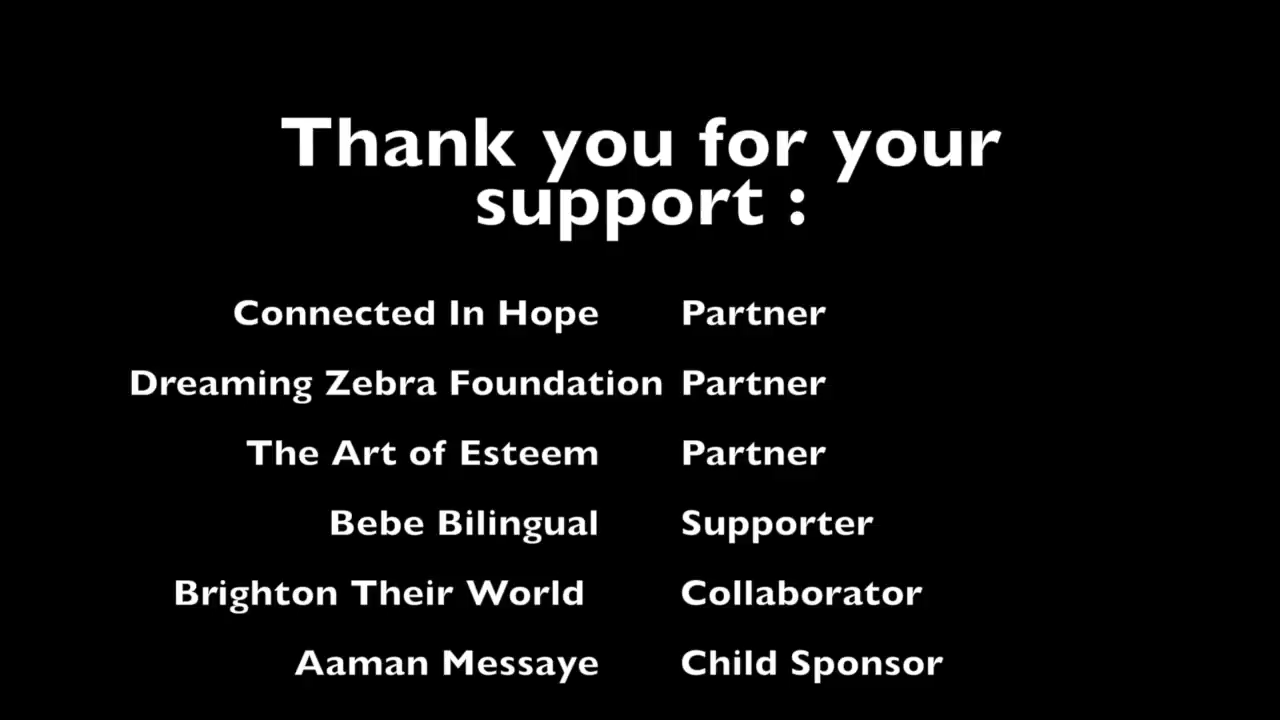 Thank you for your
support :
Connected In Hope Partner
Dreaming Zebra Foundation Partner
The Art of Esteem Partner
Bebe Bilingual Supporter
Brighton Their World Collaborator
Aaman Messaye Child Sponsor